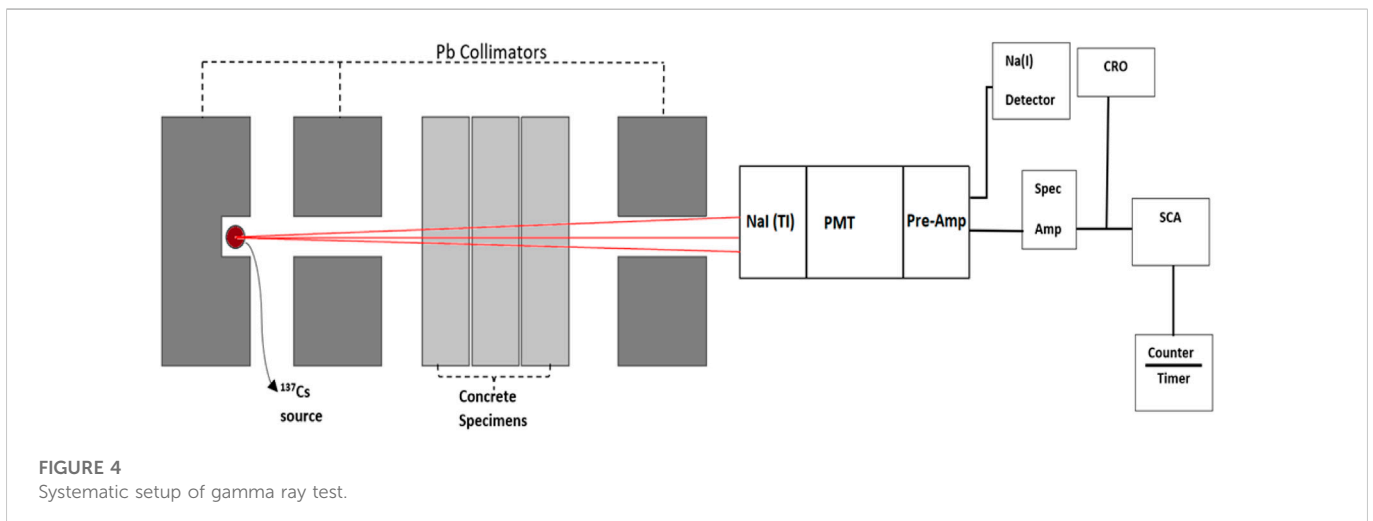 Pb Collimators
Na(I)
Detector
CRO
NaI (TI)
PMT
Pre-Amp
Spec
Amp
SCA
Counter
Timer
¹³⁷Cs
source
Concrete
Specimens
FIGURE 4
Systematic setup of gamma ray test.